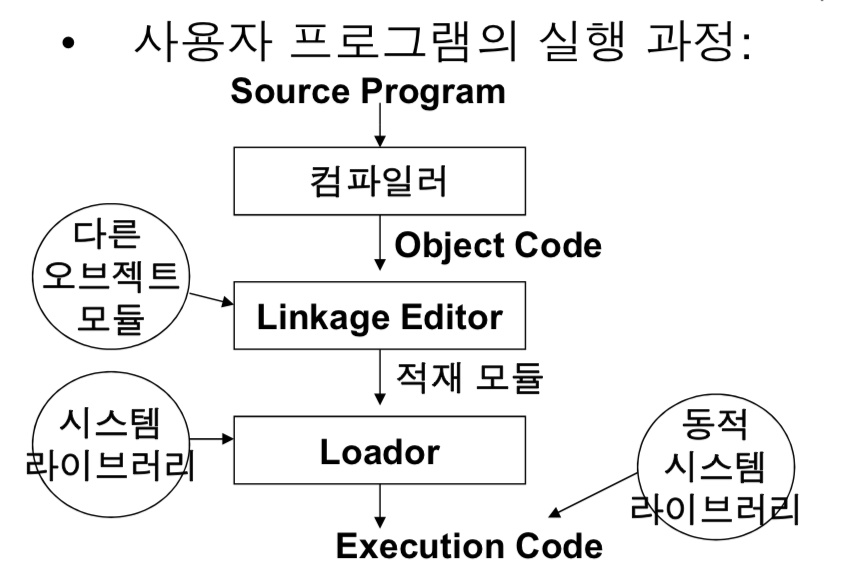 • 사용자 프로그램의 실행 과정:
Source Program
컴파일러
Object Code
다른
오브젝트
모듈
Linkage Editor
적재 모듈
시스템
라이브러리
Loador
동적
시스템
라이브러리
Execution Code